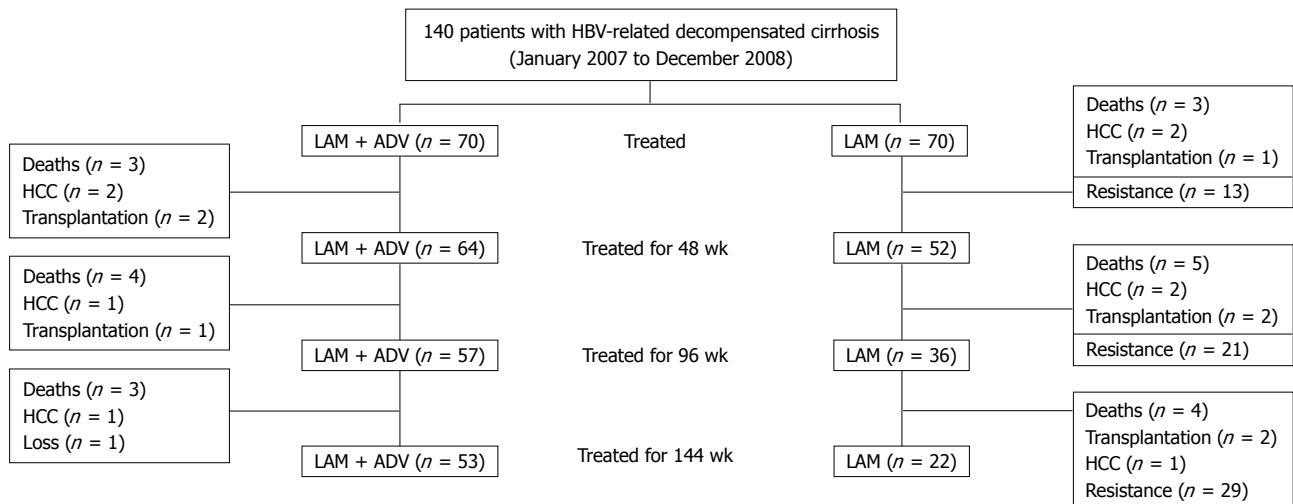 140 patients with HBV-related decompensated cirrhosis
(January 2007 to December 2008)
LAM + ADV (n = 70)
Treated
LAM (n = 70)
Deaths (n = 3)
HCC (n = 2)
Transplantation (n = 2)
Deaths (n = 3)
HCC (n = 2)
Transplantation (n = 1)
Resistance (n = 13)
LAM + ADV (n = 64)
Treated for 48 wk
LAM (n = 52)
Deaths (n = 4)
HCC (n = 1)
Transplantation (n = 1)
Deaths (n = 5)
HCC (n = 2)
Transplantation (n = 2)
Resistance (n = 21)
LAM + ADV (n = 57)
Treated for 96 wk
LAM (n = 36)
Deaths (n = 3)
HCC (n = 1)
Loss (n = 1)
Deaths (n = 4)
Transplantation (n = 2)
HCC (n = 1)
Resistance (n = 29)
LAM + ADV (n = 53)
Treated for 144 wk
LAM (n = 22)